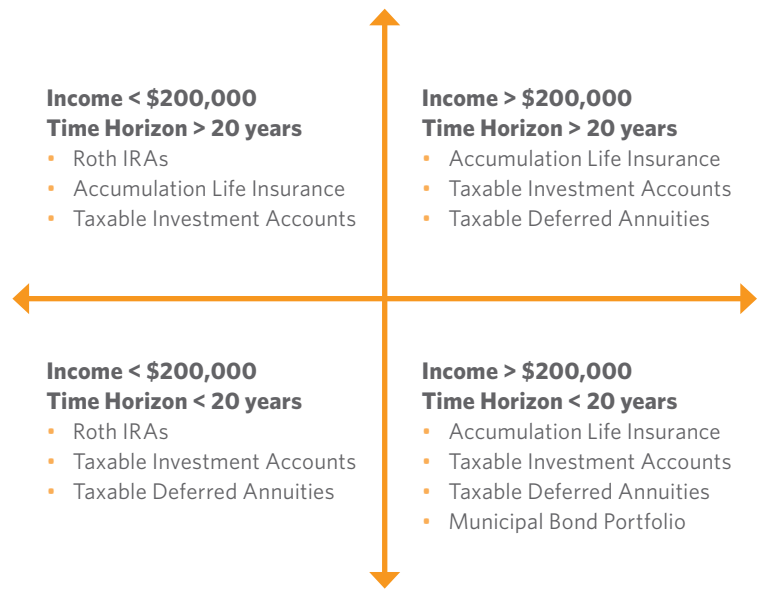 Income < $200,000
Time Horizon > 20 years
• Roth IRAs
• Accumulation Life Insurance
• Taxable Investment Accounts
Income > $200,000
Time Horizon > 20 years
• Accumulation Life Insurance
• Taxable Investment Accounts
• Taxable Deferred Annuities
Income < $200,000
Time Horizon < 20 years
• Roth IRAs
• Taxable Investment Accounts
• Taxable Deferred Annuities
Income > $200,000
Time Horizon < 20 years
• Accumulation Life Insurance
• Taxable Investment Accounts
• Taxable Deferred Annuities
• Municipal Bond Portfolio